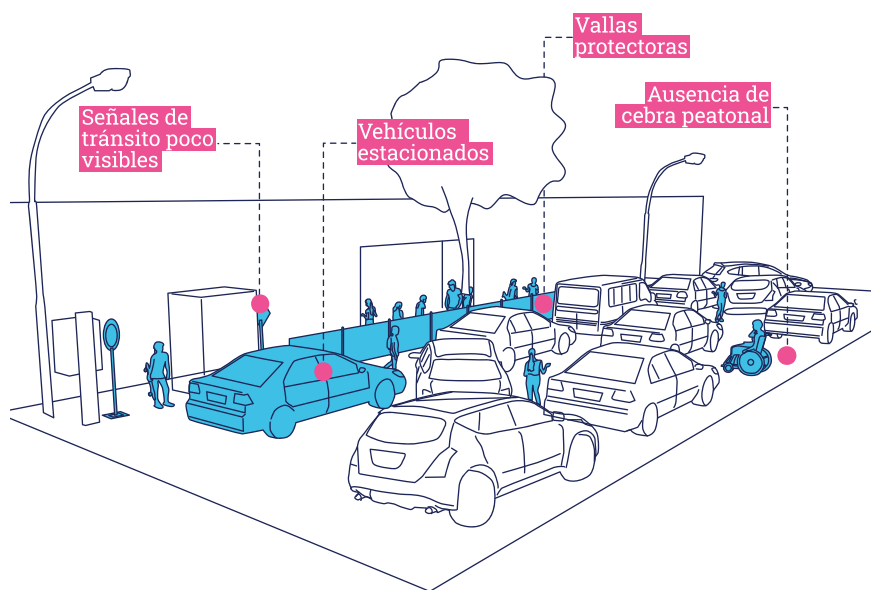 Vallas
protectoras
Ausencia de
cebra peatonal
Señales de
tránsito poco
visibles
Vehículos
estacionados